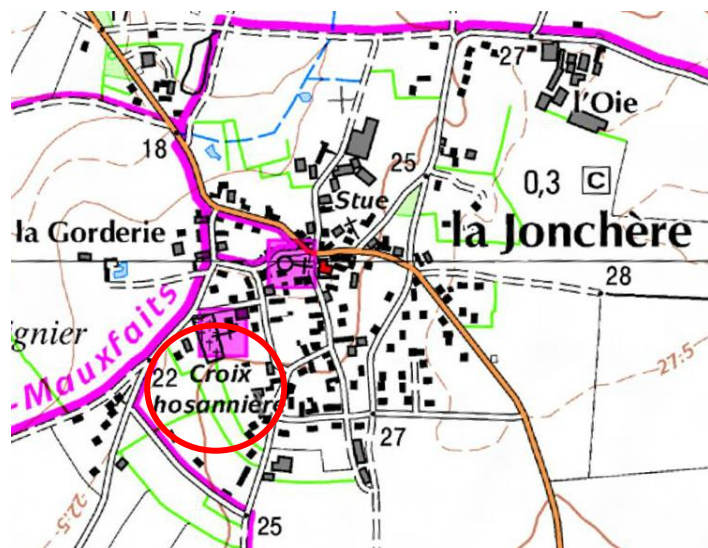 27
l'Oie
18
25
0,3 C
Stue
la Gorderie
la Jonchère
28
gnier
-Mauxfaits
22 Croix
hosannière
27
27:5
22:5
25